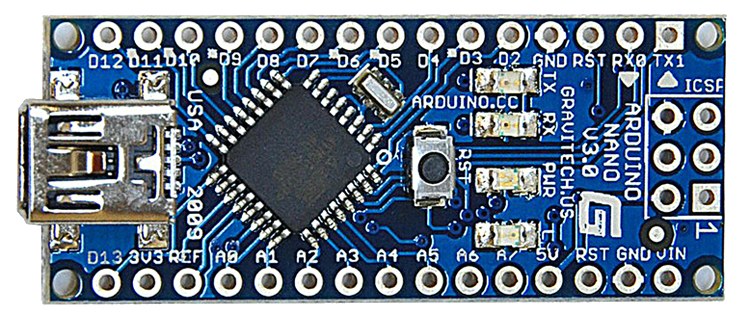 D12 D11 D10 D9 D8 D7 D6 D5 D4 D3 D2 GND RST RX0 TX1
ICSP
TX
RX
PWR
L
ARDUINO.CC
RST
GRAVITECH.US
ARDUINO
NANO
V3.0
USA
2009
G
1
D13 3V3 REF A0 A1 A2 A3 A4 A5 A6 A7 5V RST GND VIN